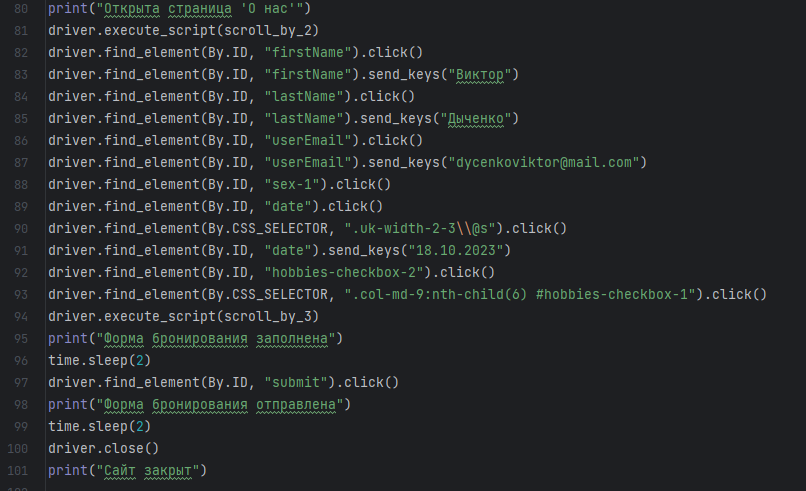 80 print("Открыта страница 'О нас'")
81 driver.execute_script(scroll_by_2)
82 driver.find_element(By.ID, "firstName").click()
83 driver.find_element(By.ID, "firstName").send_keys("Виктор")
84 driver.find_element(By.ID, "lastName").click()
85 driver.find_element(By.ID, "lastName").send_keys("Дыченко")
86 driver.find_element(By.ID, "userEmail").click()
87 driver.find_element(By.ID, "userEmail").send_keys("dycenkoviktor@mail.com")
88 driver.find_element(By.ID, "sex-1").click()
89 driver.find_element(By.ID, "date").click()
90 driver.find_element(By.CSS_SELECTOR, ".uk-width-2-3\\@s").click()
91 driver.find_element(By.ID, "date").send_keys("18.10.2023")
92 driver.find_element(By.ID, "hobbies-checkbox-2").click()
93 driver.find_element(By.CSS_SELECTOR, ".col-md-9:nth-child(6) #hobbies-checkbox-1").click()
94 driver.execute_script(scroll_by_3)
95 print("Форма бронирования заполнена")
96 time.sleep(2)
97 driver.find_element(By.ID, "submit").click()
98 print("Форма бронирования отправлена")
99 time.sleep(2)
100 driver.close()
101 print("Сайт закрыт")